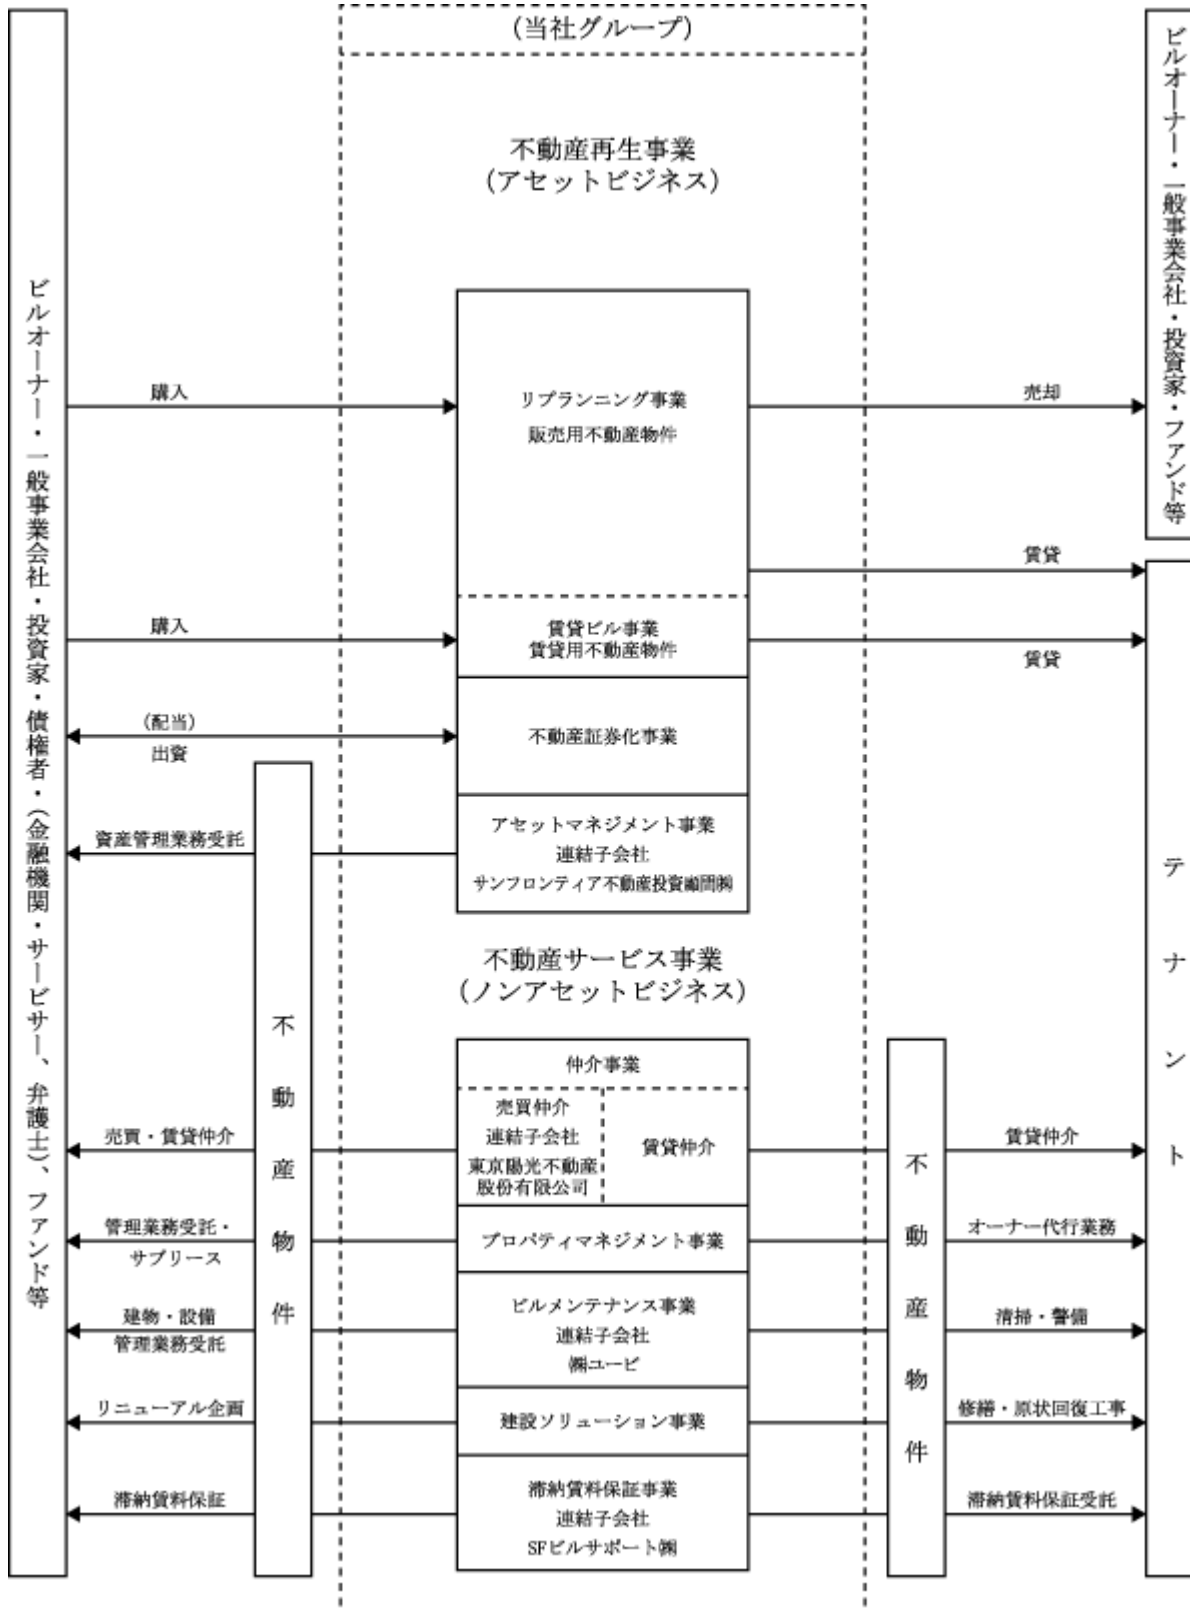 (当社グループ)
不動産再生事業
(アセットビジネス)
ビルオーナー・一般事業会社・投資家・債権者・(金融機関・サービサー、弁護士)、ファンド等
購入
リプランニング事業
販売用不動産物件
売却
ビルオーナー・一般事業会社・投資家・ファンド等
賃貸
購入
賃貸ビル事業
賃貸用不動産物件
賃貸
(配当)
出資
不動産証券化事業
資産管理業務受託
アセットマネジメント事業
連結子会社
サンフロンティア不動産投資顧問㈱
テナント
不動産サービス事業
(ノンアセットビジネス)
不動産物件
仲介事業
売買・賃貸仲介
売買仲介
連結子会社
東京陽光不動産
股份有限公司
賃貸仲介
不動産物件
賃貸仲介
管理業務受託・
サブリース
プロパティマネジメント事業
オーナー代行業務
建物・設備
管理業務受託
ビルメンテナンス事業
連結子会社
㈱ユービ
清掃・警備
リニューアル企画
建設ソリューション事業
修繕・原状回復工事
滞納賃料保証
滞納賃料保証事業
連結子会社
SFビルサポート㈱
滞納賃料保証受託